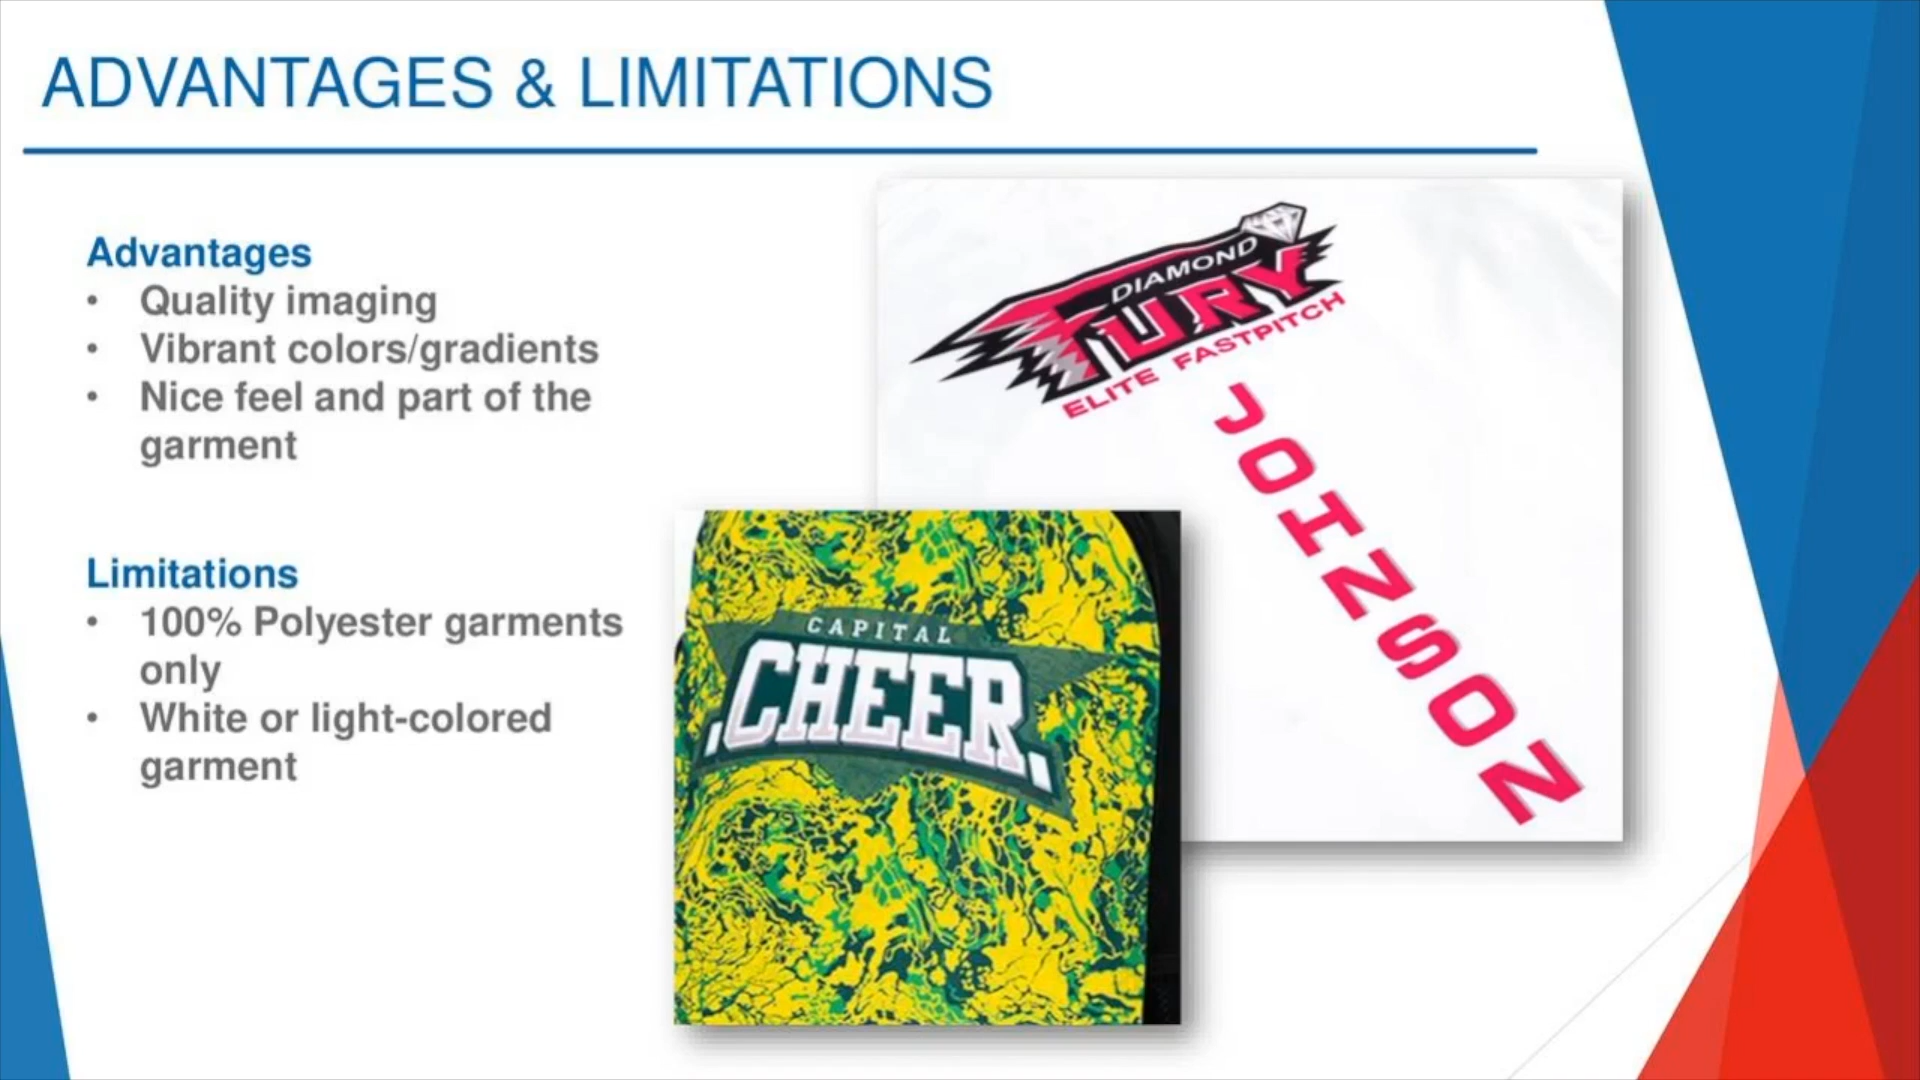 ADVANTAGES & LIMITATIONS
Advantages
• Quality imaging
• Vibrant colors/gradients
• Nice feel and part of the
garment
Limitations
• 100% Polyester garments
only
• White or light-colored
garment
DIAMOND
FURY
ELITE FASTPITCH
JOHNSON
CAPITAL
.CHEER.